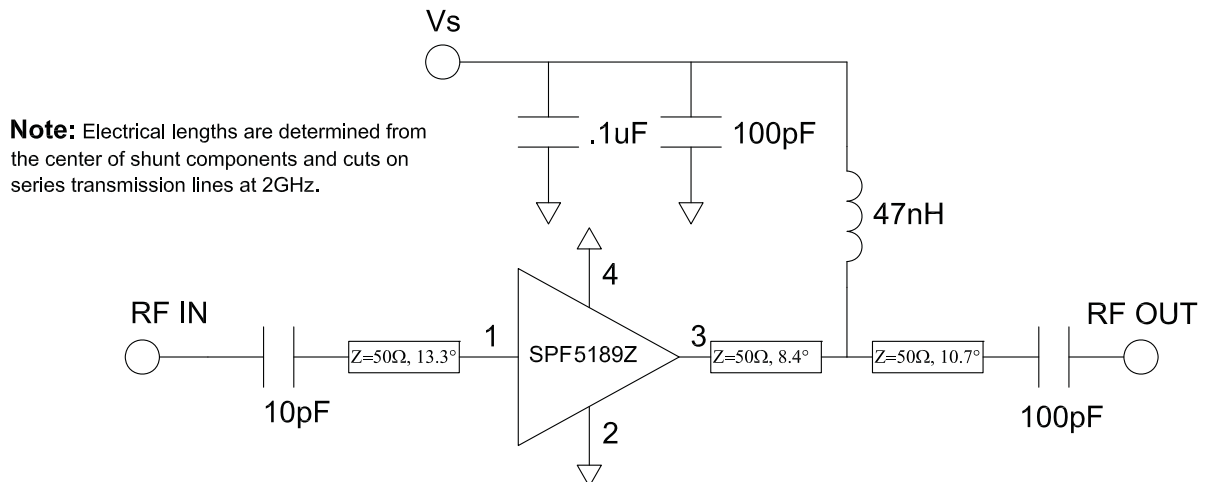 Vs
Note: Electrical lengths are determined from
the center of shunt components and cuts on
series transmission lines at 2GHz.
.1uF
100pF
47nH
4
RF IN
1
SPF5189Z
3
RF OUT
Z=50Ω, 13.3°
Z=50Ω, 8.4°
Z=50Ω, 10.7°
10pF
2
100pF